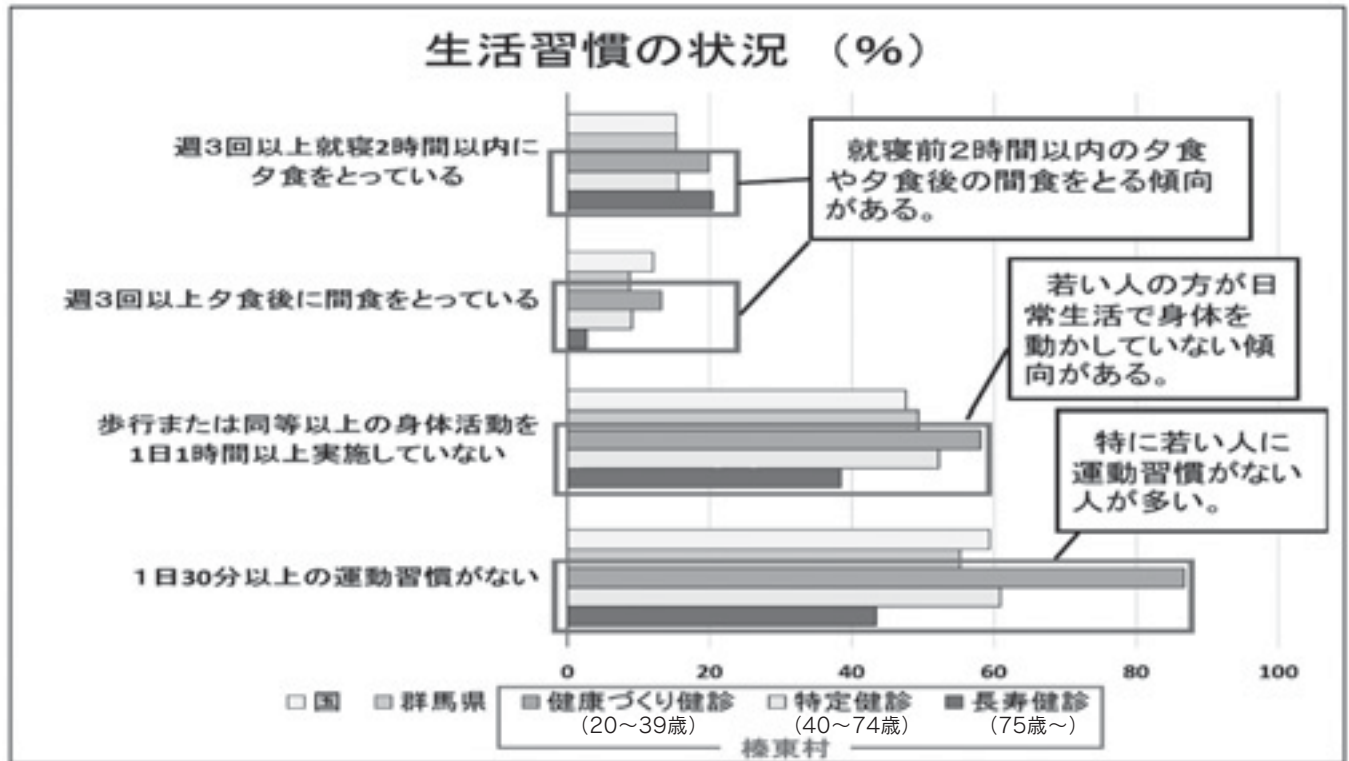 生活習慣の状況 （%）
週3回以上就寝2時間以内に
夕食をとっている
就寝前2時間以内の夕食
や夕食後の間食をとる傾向
がある。
週3回以上夕食後に間食をとっている
若い人の方が日
常生活で身体を
動かしていない傾
向がある。
歩行または同等以上の身体活動を
1日1時間以上実施していない
特に若い人に
運動習慣がない
人が多い。
1日30分以上の運動習慣がない
0 20 40 60 80 100
国 群馬県 健康づくり健診 特定健診 長寿健診
（20～39歳） （40～74歳） （75歳～）
榛東村